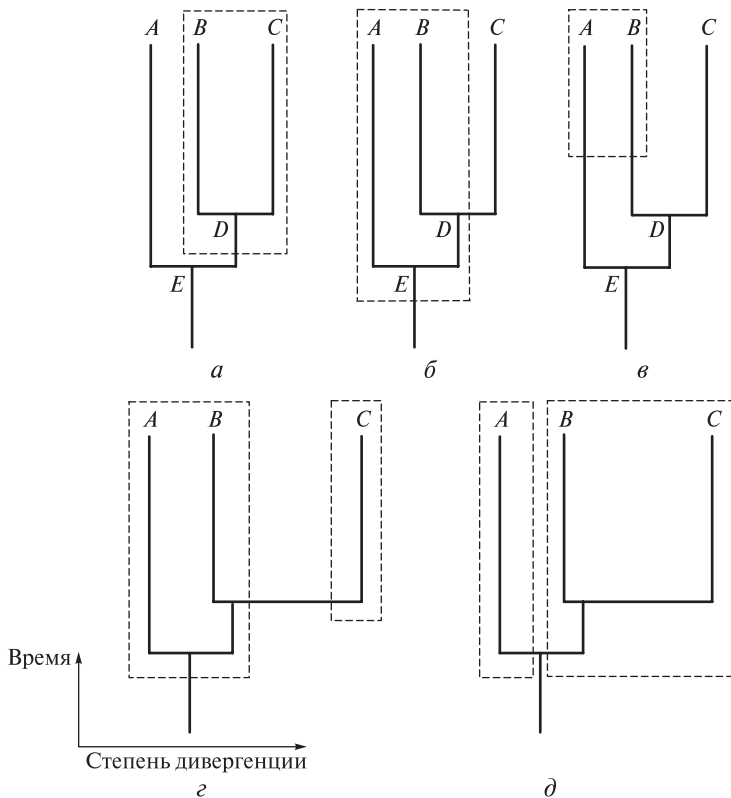 A B C A B C A B C
D D D
E E E
а б в
A B C A B C
Время
Степень дивергенции
г д